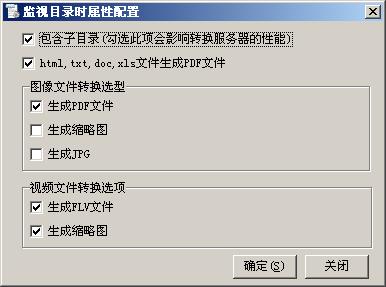 监视目录时属性配置
包含子目录(勾选此项会影响转换服务器的性能)
html,txt,doc,xls文件生成PDF文件
图像文件转换选型
生成PDF文件
生成缩略图
生成JPG
视频文件转换选项
生成FLV文件
生成缩略图
确定(S) 关闭